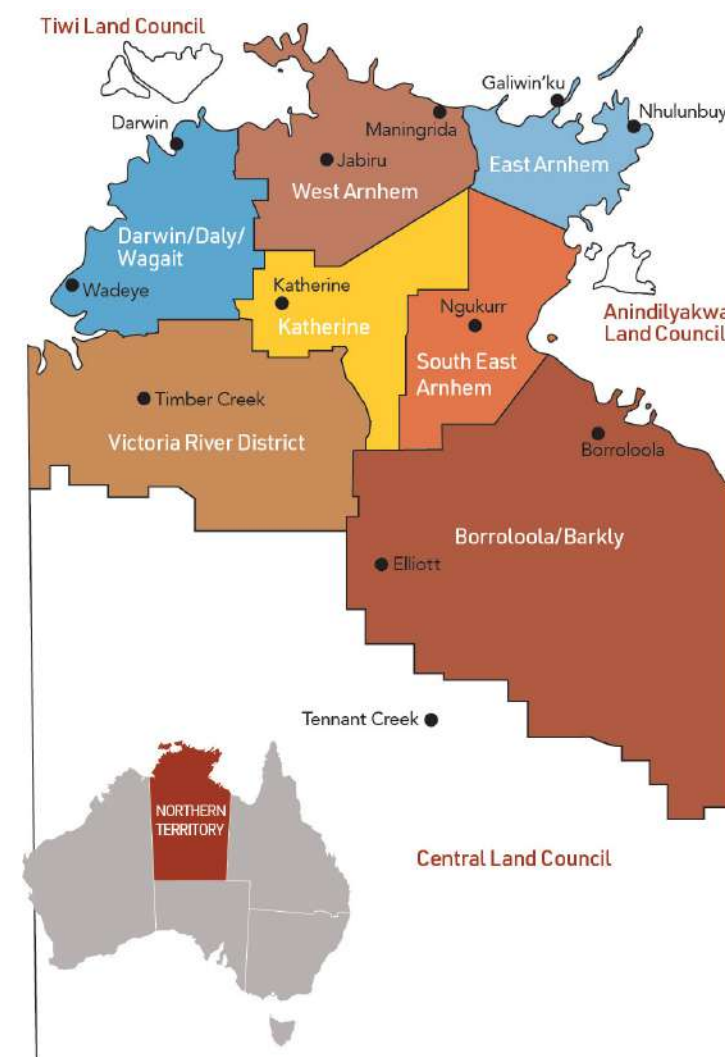 Tiwi Land Council
Darwin
Galiwin'ku
Nhulunbuy
Maningrida
Jabiru
West Arnhem
East Arnhem
Darwin/Daly/
Wagait
Wadeye
Katherine
Katherine
Ngukurr
South East
Arnhem
Anindilyakwa
Land Council
Timber Creek
Victoria River District
Borroloola
Borroloola/Barkly
Elliott
Tennant Creek
NORTHERN
TERRITORY
Central Land Council